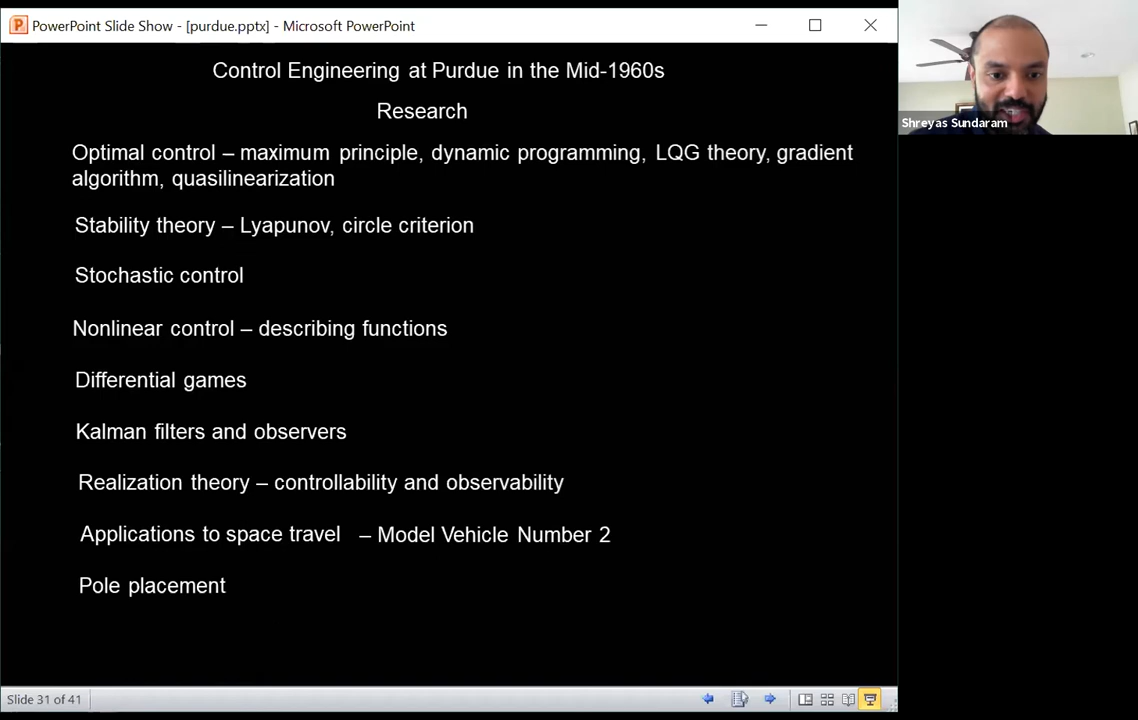 PowerPoint Slide Show - [purdue.pptx] - Microsoft PowerPoint
Control Engineering at Purdue in the Mid-1960s
Research
Optimal control – maximum principle, dynamic programming, LQG theory, gradient
algorithm, quasilinearization
Stability theory – Lyapunov, circle criterion
Stochastic control
Nonlinear control – describing functions
Differential games
Kalman filters and observers
Realization theory – controllability and observability
Applications to space travel – Model Vehicle Number 2
Pole placement
Slide 31 of 41
Shreyas Sundaram